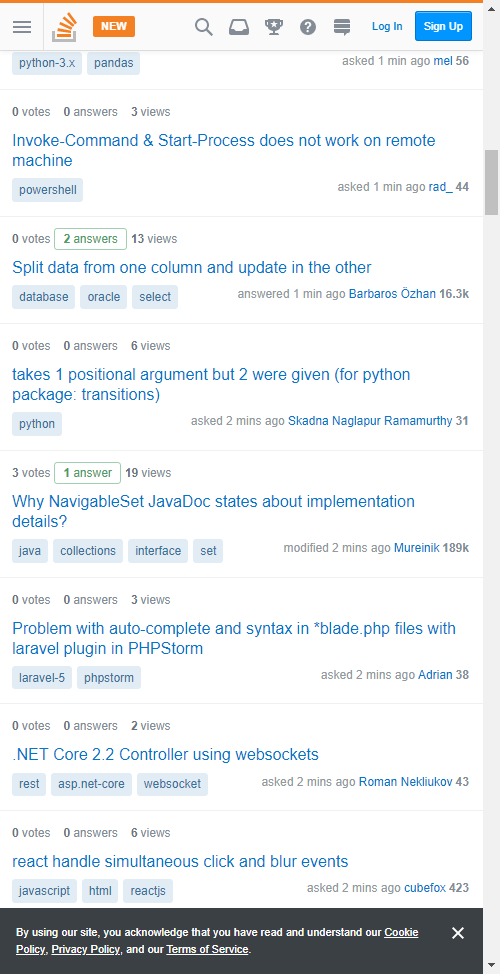 NEW
Log In
Sign Up
python-3.x pandas
asked 1 min ago mel 56
0 votes 0 answers 3 views
Invoke-Command & Start-Process does not work on remote
machine
powershell
asked 1 min ago rad_ 44
0 votes 2 answers 13 views
Split data from one column and update in the other
database oracle select
answered 1 min ago Barbaros Özhan 16.3k
0 votes 0 answers 6 views
takes 1 positional argument but 2 were given (for python
package: transitions)
python
asked 2 mins ago Skadna Naglapur Ramamurthy 31
3 votes 1 answer 19 views
Why NavigableSet JavaDoc states about implementation
details?
java collections interface set
modified 2 mins ago Mureinik 189k
0 votes 0 answers 3 views
Problem with auto-complete and syntax in *blade.php files with
laravel plugin in PHPStorm
laravel-5 phpstorm
asked 2 mins ago Adrian 38
0 votes 0 answers 2 views
.NET Core 2.2 Controller using websockets
rest asp.net-core websocket
asked 2 mins ago Roman Nekliukov 43
0 votes 0 answers 6 views
react handle simultaneous click and blur events
javascript html reactjs
asked 2 mins ago cubefox 423
By using our site, you acknowledge that you have read and understand our Cookie
Policy, Privacy Policy, and our Terms of Service.